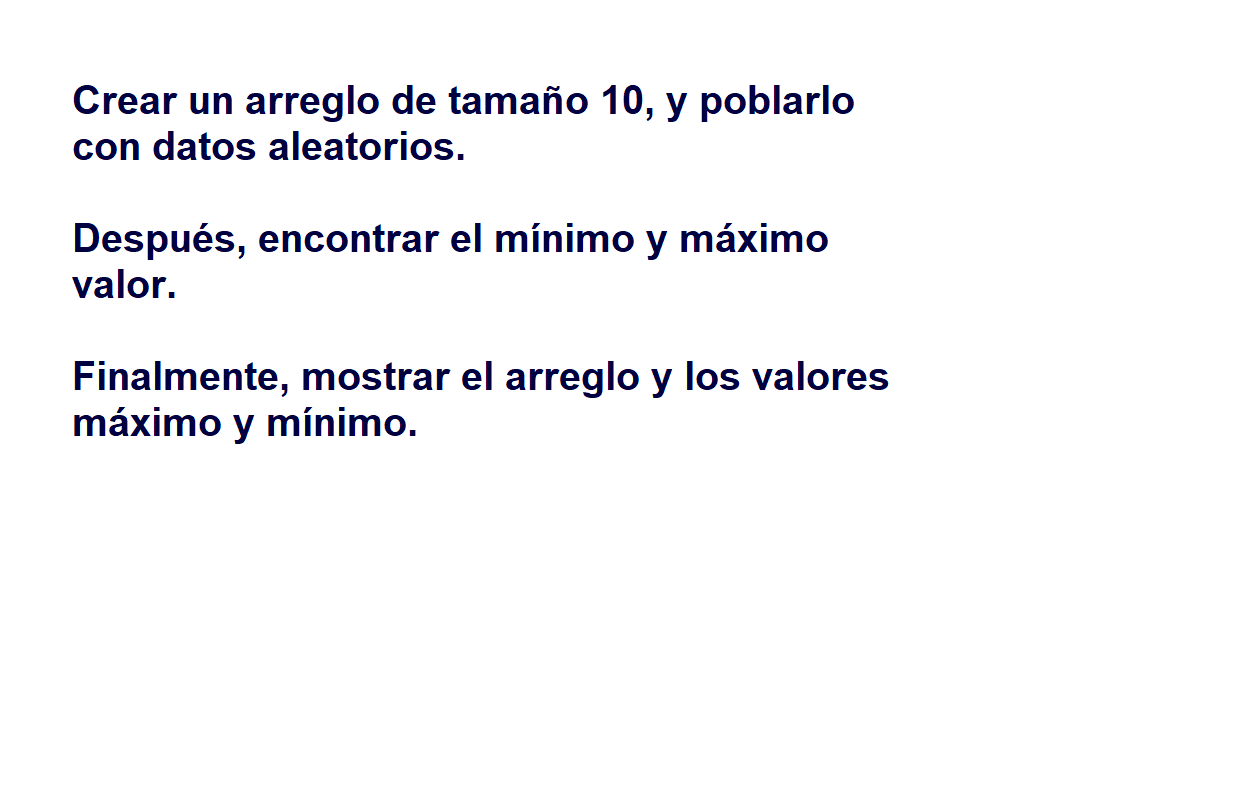 Crear un arreglo de tamaño 10, y poblarlo
con datos aleatorios.
Después, encontrar el mínimo y máximo
valor.
Finalmente, mostrar el arreglo y los valores
máximo y mínimo.